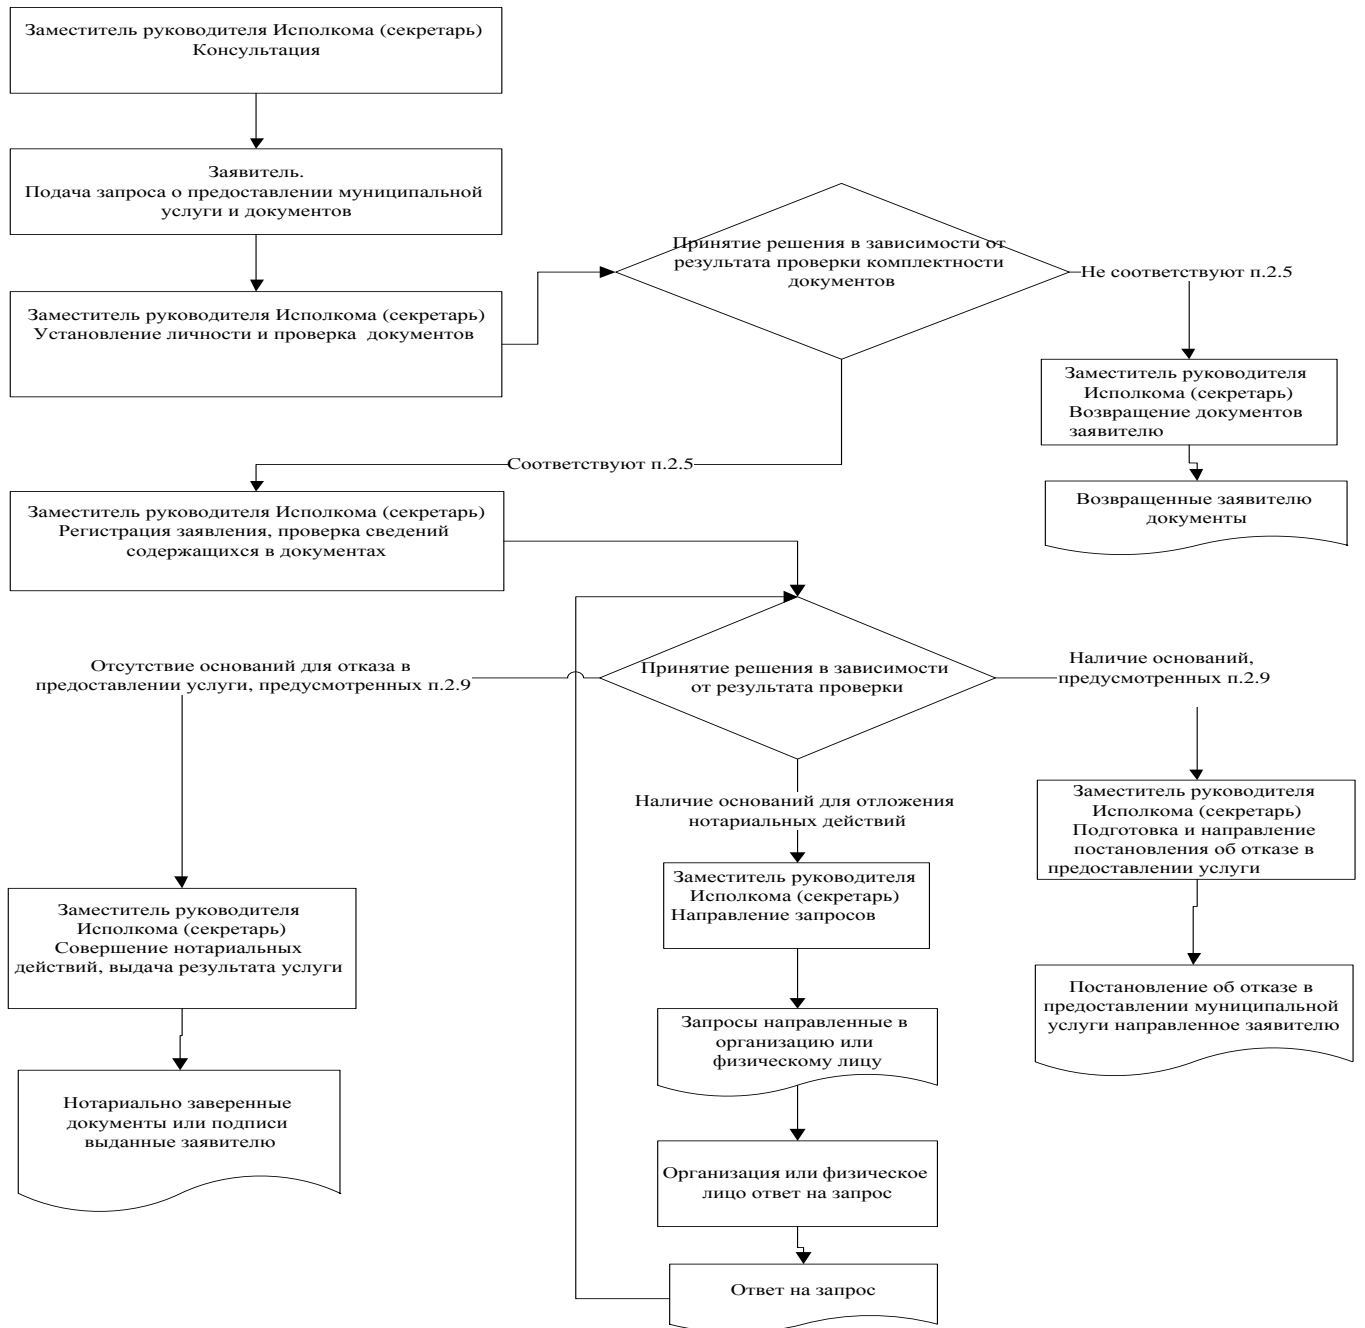 Заместитель руководителя Исполкома (секретарь)
Консультация
Заявитель.
Подача запроса о предоставлении муниципальной
услуги и документов
Заместитель руководителя Исполкома (секретарь)
Установление личности и проверка документов
Принятие решения в зависимости от
результата проверки комплектности
документов
Не соответствуют п.2.5
Заместитель руководителя
Исполкома (секретарь)
Возвращение документов
заявителю
Возвращенные заявителю
документы
Соответствуют п.2.5
Заместитель руководителя Исполкома (секретарь)
Регистрация заявления, проверка сведений
содержащихся в документах
Принятие решения в зависимости
от результата проверки
Отсутствие оснований для отказа в
предоставлении услуги, предусмотренных п.2.9
Наличие оснований,
предусмотренных п.2.9
Наличие оснований для отложения
нотариальных действий
Заместитель руководителя
Исполкома (секретарь)
Совершение нотариальных
действий, выдача результата услуги
Нотариально заверенные
документы или подписи
выданные заявителю
Заместитель руководителя
Исполкома (секретарь)
Направление запросов
Запросы направленные в
организацию или
физическому лицу
Организация или физическое
лицо ответ на запрос
Ответ на запрос
Заместитель руководителя
Исполкома (секретарь)
Подготовка и направление
постановления об отказе в
предоставлении услуги
Постановление об отказе в
предоставлении муниципальной
услуги направленное заявителю